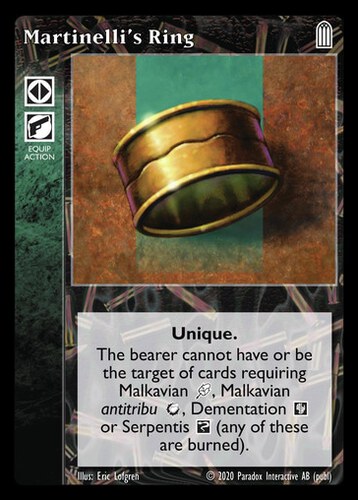 Martinelli's Ring
EQUIP
ACTION
Unique.
The bearer cannot have or be
the target of cards requiring
Malkavian , Malkavian
antitribu , Dementation
or Serpentis (any of these
are burned).
Illus: Eric Lofgren © 2020 Paradox Interactive AB (publ)